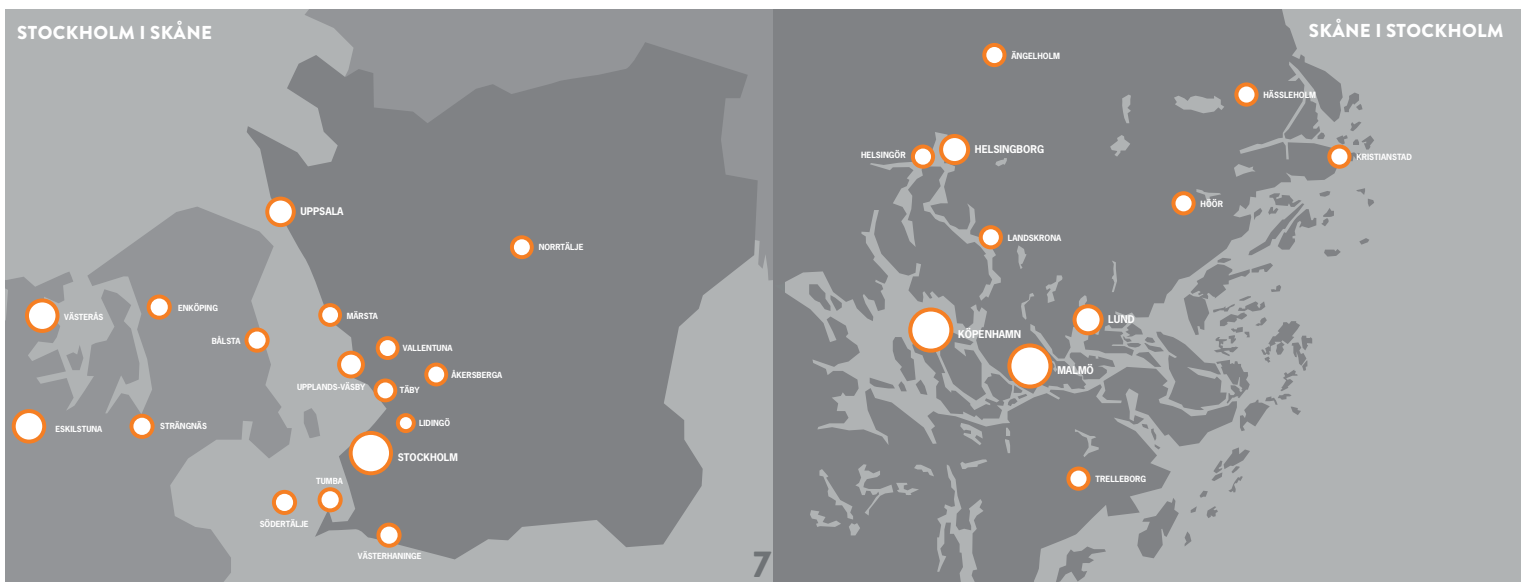 STOCKHOLM I SKÅNE
UPPSALA
NORRTÄLJE
ENKÖPING
VÄSTERÅS
MÄRSTA
BÅLSTA
VALLENTUNA
ÅKERSBERGA
UPPLANDS-VÄSBY
TÄBY
LIDINGÖ
ESKILSTUNA
STRÄNGNÄS
STOCKHOLM
TUMBA
SÖDERTÄLJE
VÄSTERHANINGE
7
SKÅNE I STOCKHOLM
ÄNGELHOLM
HÄSSLEHOLM
HELSINGÖR
HELSINGBORG
KRISTIANSTAD
HÖÖR
LANDSKRONA
LUND
KÖPENHAMN
MALMÖ
TRELLEBORG